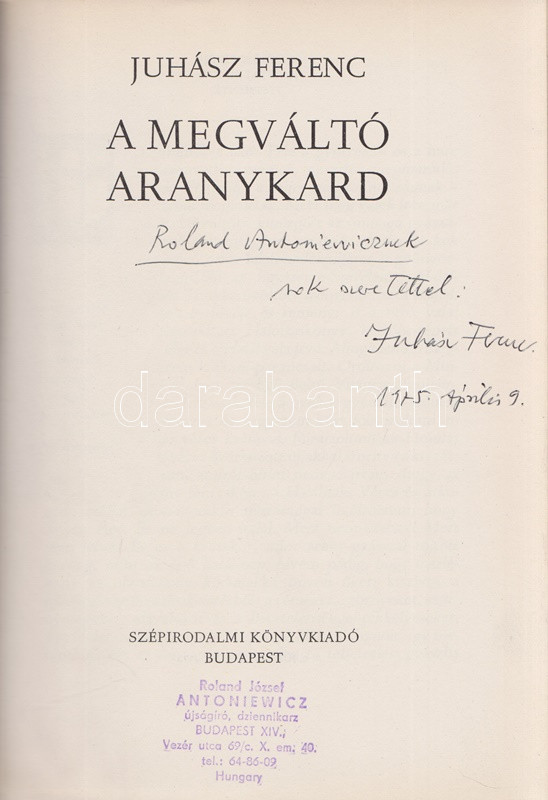 JUHÁSZ FERENC
A MEGVÁLTÓ
ARANYKARD
Roland Antoniewicznek
sok szeretettel:
Juhász Ferenc.
1975. április 9.
darabanth
SZÉPIRODALMI KÖNYVKIADÓ
BUDAPEST
Roland József
ANTONIEWICZ
újságíró, dziennikarz
BUDAPEST XIV.,
Vezér utca 69/c. X. em. 40.
tel.: 64-86-09
Hungary